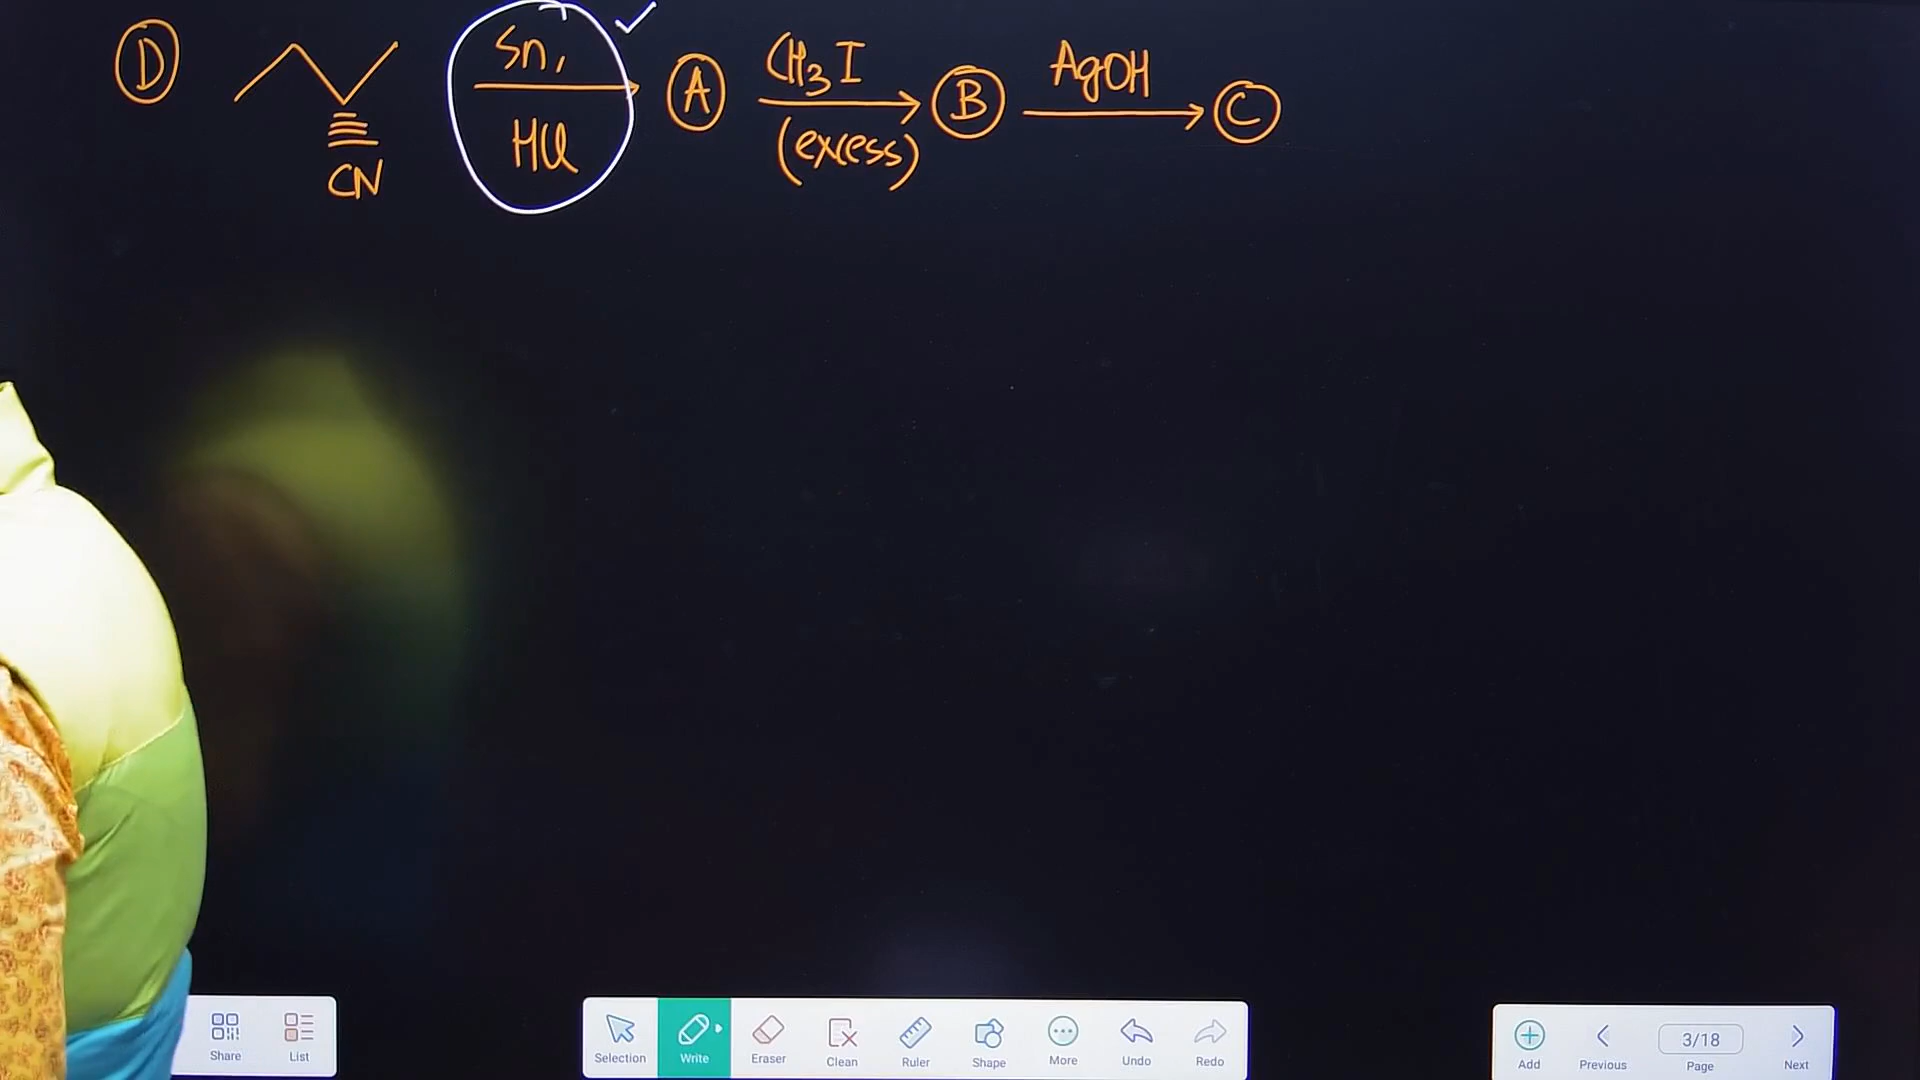 D CN Sn, HCl A CH3I (excess) B AgOH C
Share List Selection Write Eraser Clean Ruler Shape More Undo Redo Add Previous 3/18 Page Next